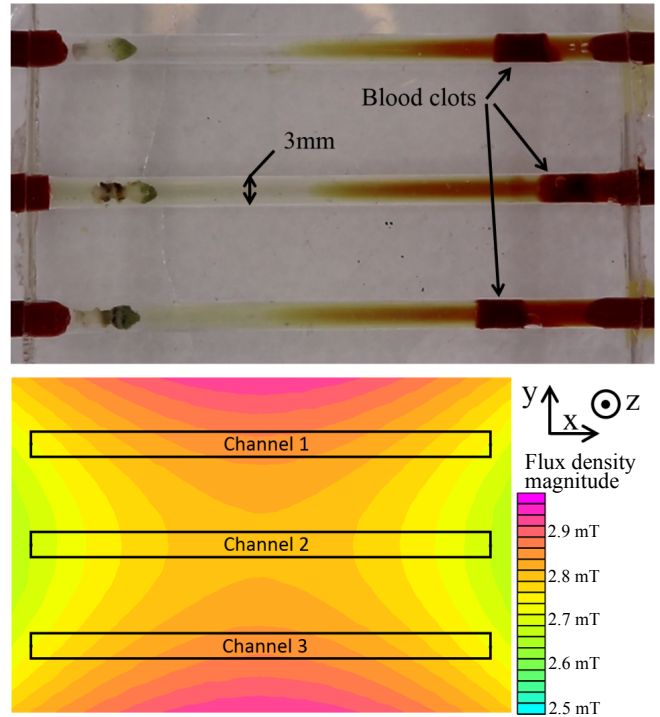 Blood clots
3mm
Channel 1
Channel 2
Channel 3
y
x
z
Flux density
magnitude
2.9 mT
2.8 mT
2.7 mT
2.6 mT
2.5 mT